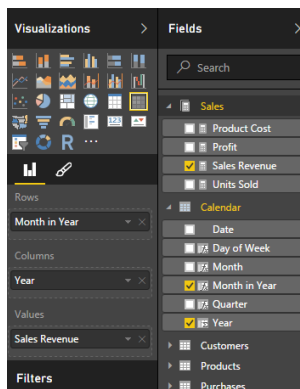 Visualizations
Fields
Search
Sales
Product Cost
Profit
Sales Revenue
Units Sold
Calendar
Date
Day of Week
Month
Month in Year
Quarter
Year
Customers
Products
Purchases
123
R
Rows
Month in Year
Columns
Year
Values
Sales Revenue
Filters